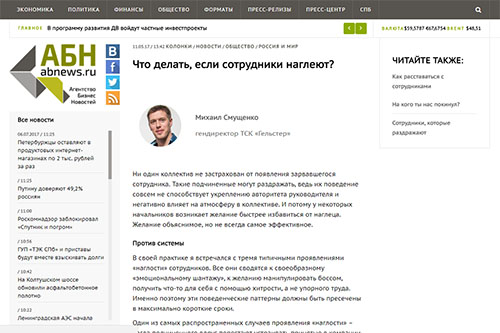 ЭКОНОМИКА ПОЛИТИКА ФИНАНСЫ ОБЩЕСТВО ФОРМАТЫ ПРЕСС-РЕЛИЗЫ ПРЕСС-ЦЕНТР СПБ
ГЛАВНОЕ В программу развития ДВ войдут частные инвестпроекты
ВАЛЮТА $59,5787 €67,6754 BRENT $48,51
АБН
abnews.ru
Агентство
Бизнес
Новостей
Все новости
06.07.2017 / 11:25
Петербуржцы оставляют в
продуктовых интернет-
магазинах по 2 тыс. рублей
за раз
/ 11:25
Путину доверяют 49,2%
россиян
/ 11:01
Роскомнадзор заблокировал
«Спутник и погром»
/ 10:56
ГУП «ТЭК СПб» и приставы
будут вместе взыскивать долги
/ 10:42
На Колтушском шоссе
обновили асфальтобетонное
полотно
/ 10:22
Ленинградская АЭС начала
11.05.17 / 13:42 КОЛОНКИ / НОВОСТИ / ОБЩЕСТВО / РОССИЯ И МИР
Что делать, если сотрудники наглеют?
Михаил Смущенко
гендиректор ТСК «Гельстер»
Ни один коллектив не застрахован от появления зарвавшегося
сотрудника. Такие подчиненные могут раздражать, ведь их поведение
совсем не способствует укреплению авторитета руководителя и
негативно влияет на атмосферу в коллективе. И потому у некоторых
начальников возникает желание быстрее избавиться от наглеца.
Желание объяснимое, но не всегда самое эффективное.
Против системы
В своей практике я встречался с тремя типичными проявлениями
«наглости» сотрудников. Все они сводятся к своеобразному
«эмоциональному шантажу», к желанию манипулировать боссом,
получить что-то для себя с помощью хитрости, а не упорного труда.
Именно поэтому эти поведенческие паттерны должны быть пресечены
в максимально короткие сроки.
Один из самых распространенных случаев проявления «наглости» –
ЧИТАЙТЕ ТАКЖЕ:
Как расставаться с
сотрудниками
На кого ты нас покинул?
Сотрудники, которые
раздражают